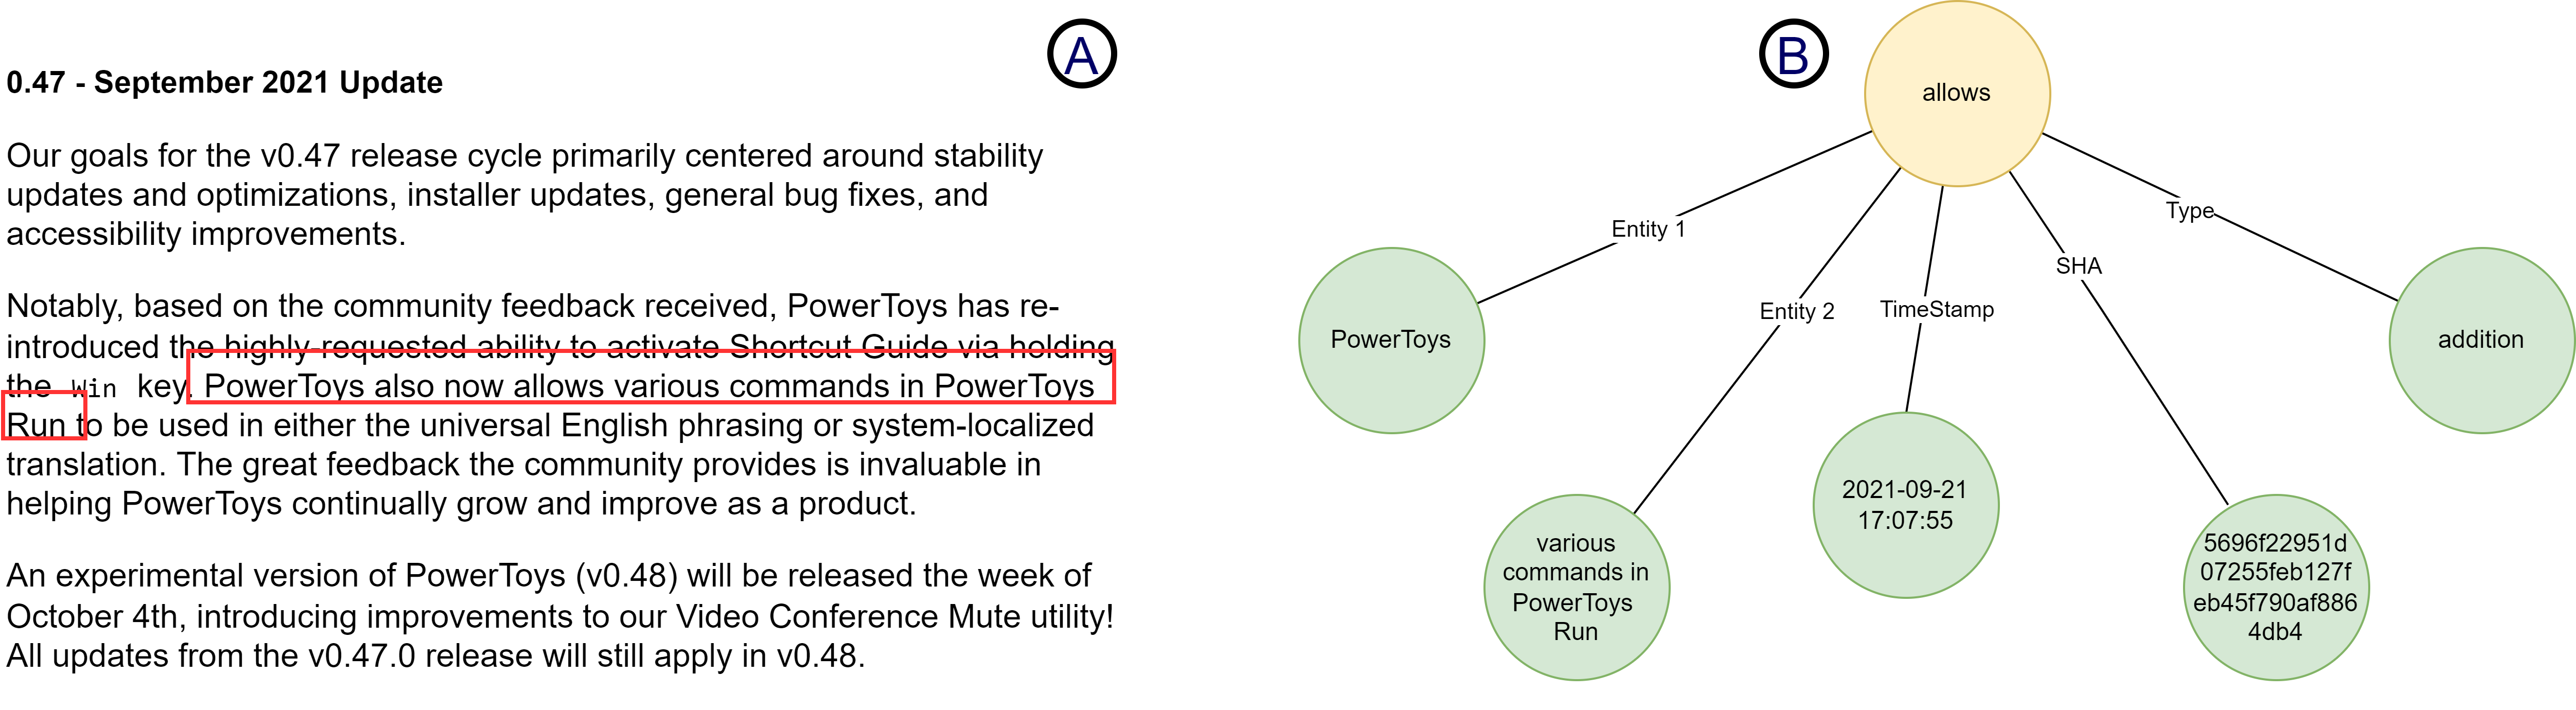 A
0.47 - September 2021 Update
Our goals for the v0.47 release cycle primarily centered around stability
updates and optimizations, installer updates, general bug fixes, and
accessibility improvements.
Notably, based on the community feedback received, PowerToys has re-
introduced the highly-requested ability to activate Shortcut Guide via holding
the Win key. PowerToys also now allows various commands in PowerToys
Run to be used in either the universal English phrasing or system-localized
translation. The great feedback the community provides is invaluable in
helping PowerToys continually grow and improve as a product.
An experimental version of PowerToys (v0.48) will be released the week of
October 4th, introducing improvements to our Video Conference Mute utility!
All updates from the v0.47.0 release will still apply in v0.48.
B
allows
Entity 1
Entity 2
TimeStamp
SHA
Type
PowerToys
various
commands in
PowerToys
Run
2021-09-21
17:07:55
5696f22951d
07255feb127f
eb45f790af886
4db4
addition